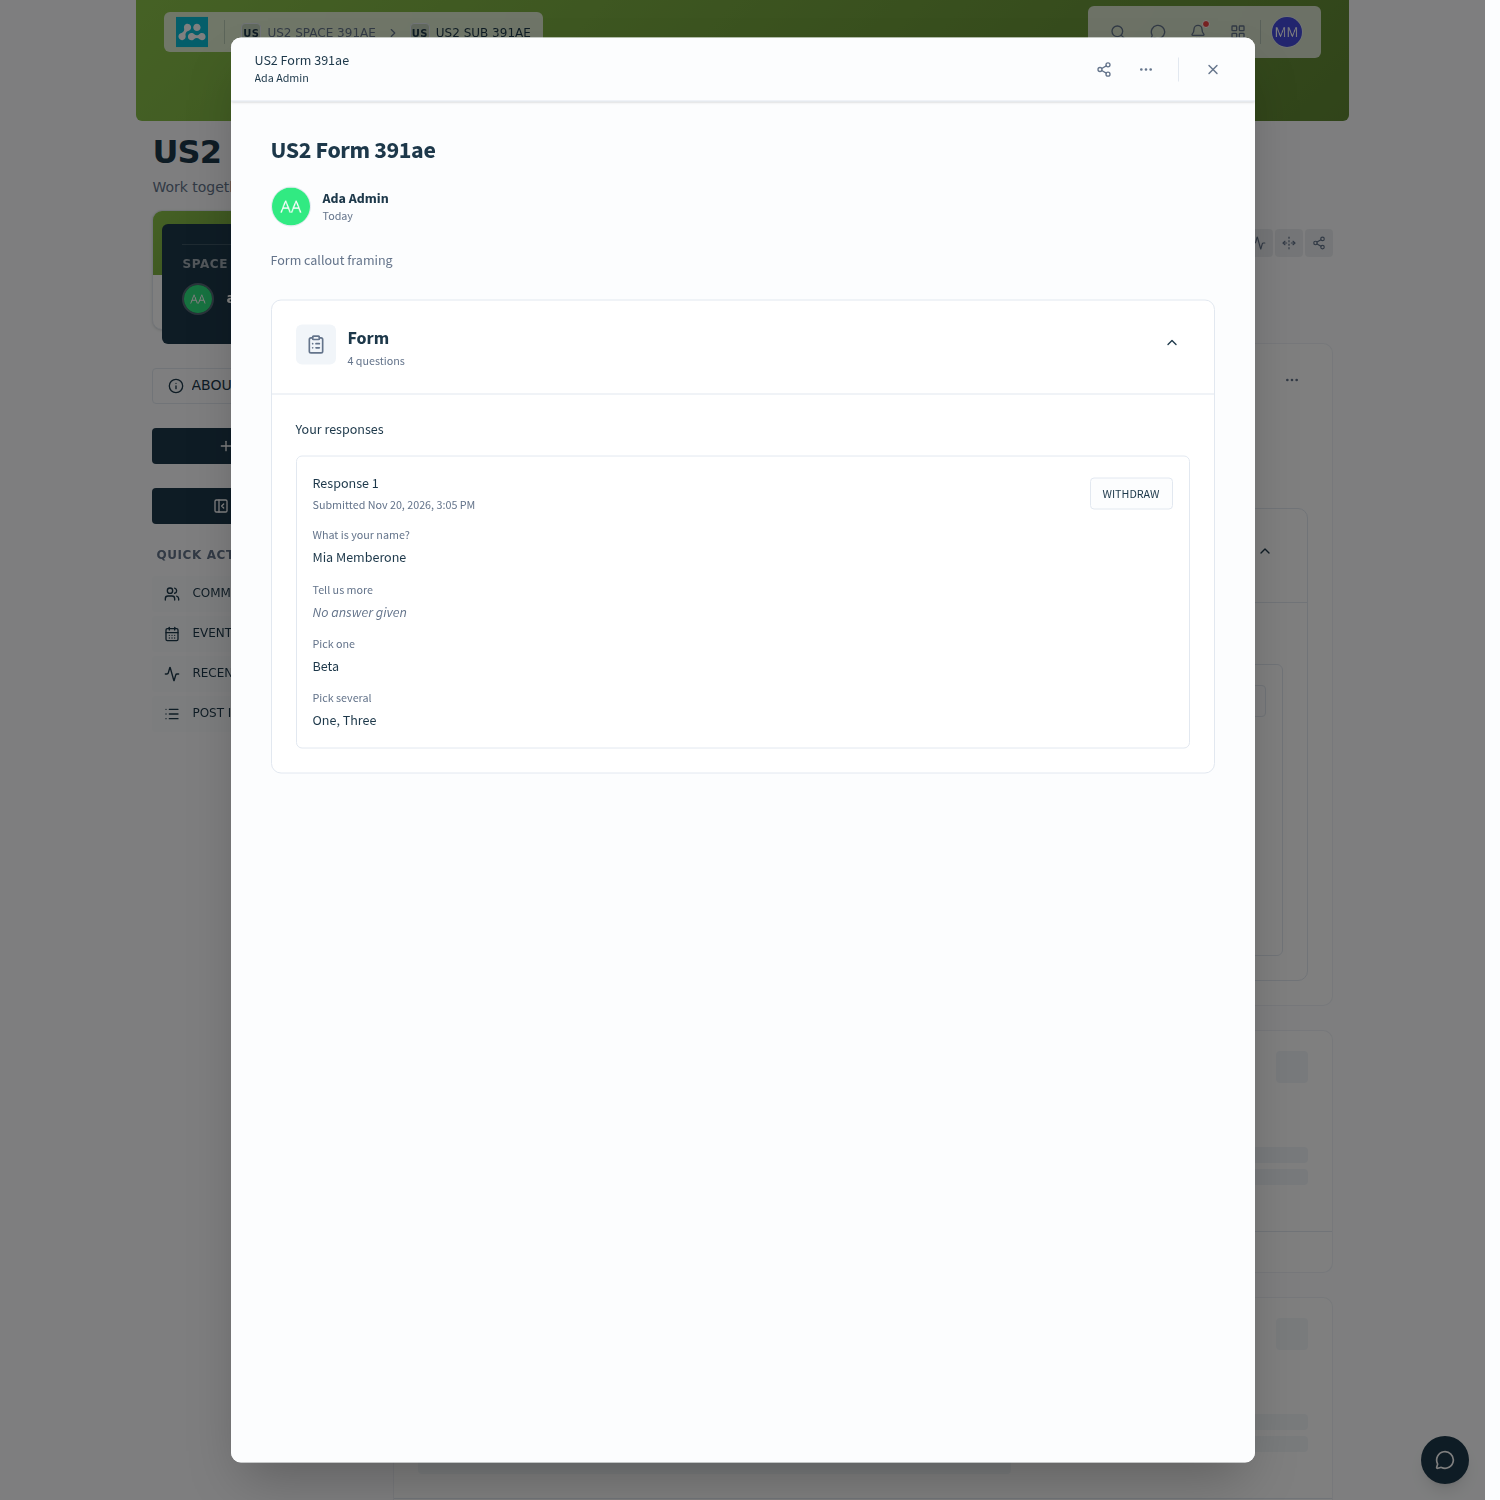 US US2 SPACE 391AE > US US2 SUB 391AE
MM
US2 Form 391ae
Ada Admin
US2
US2 Form 391ae
Work toget
AA
Ada Admin
Today
SPACE
Form callout framing
AA
Form
4 questions
ABOU
Your responses
Response 1
WITHDRAW
Submitted Nov 20, 2026, 3:05 PM
What is your name?
QUICK ACT
Mia Memberone
COMM
Tell us more
No answer given
EVENT
Pick one
Beta
RECEN
Pick several
POST
One, Three